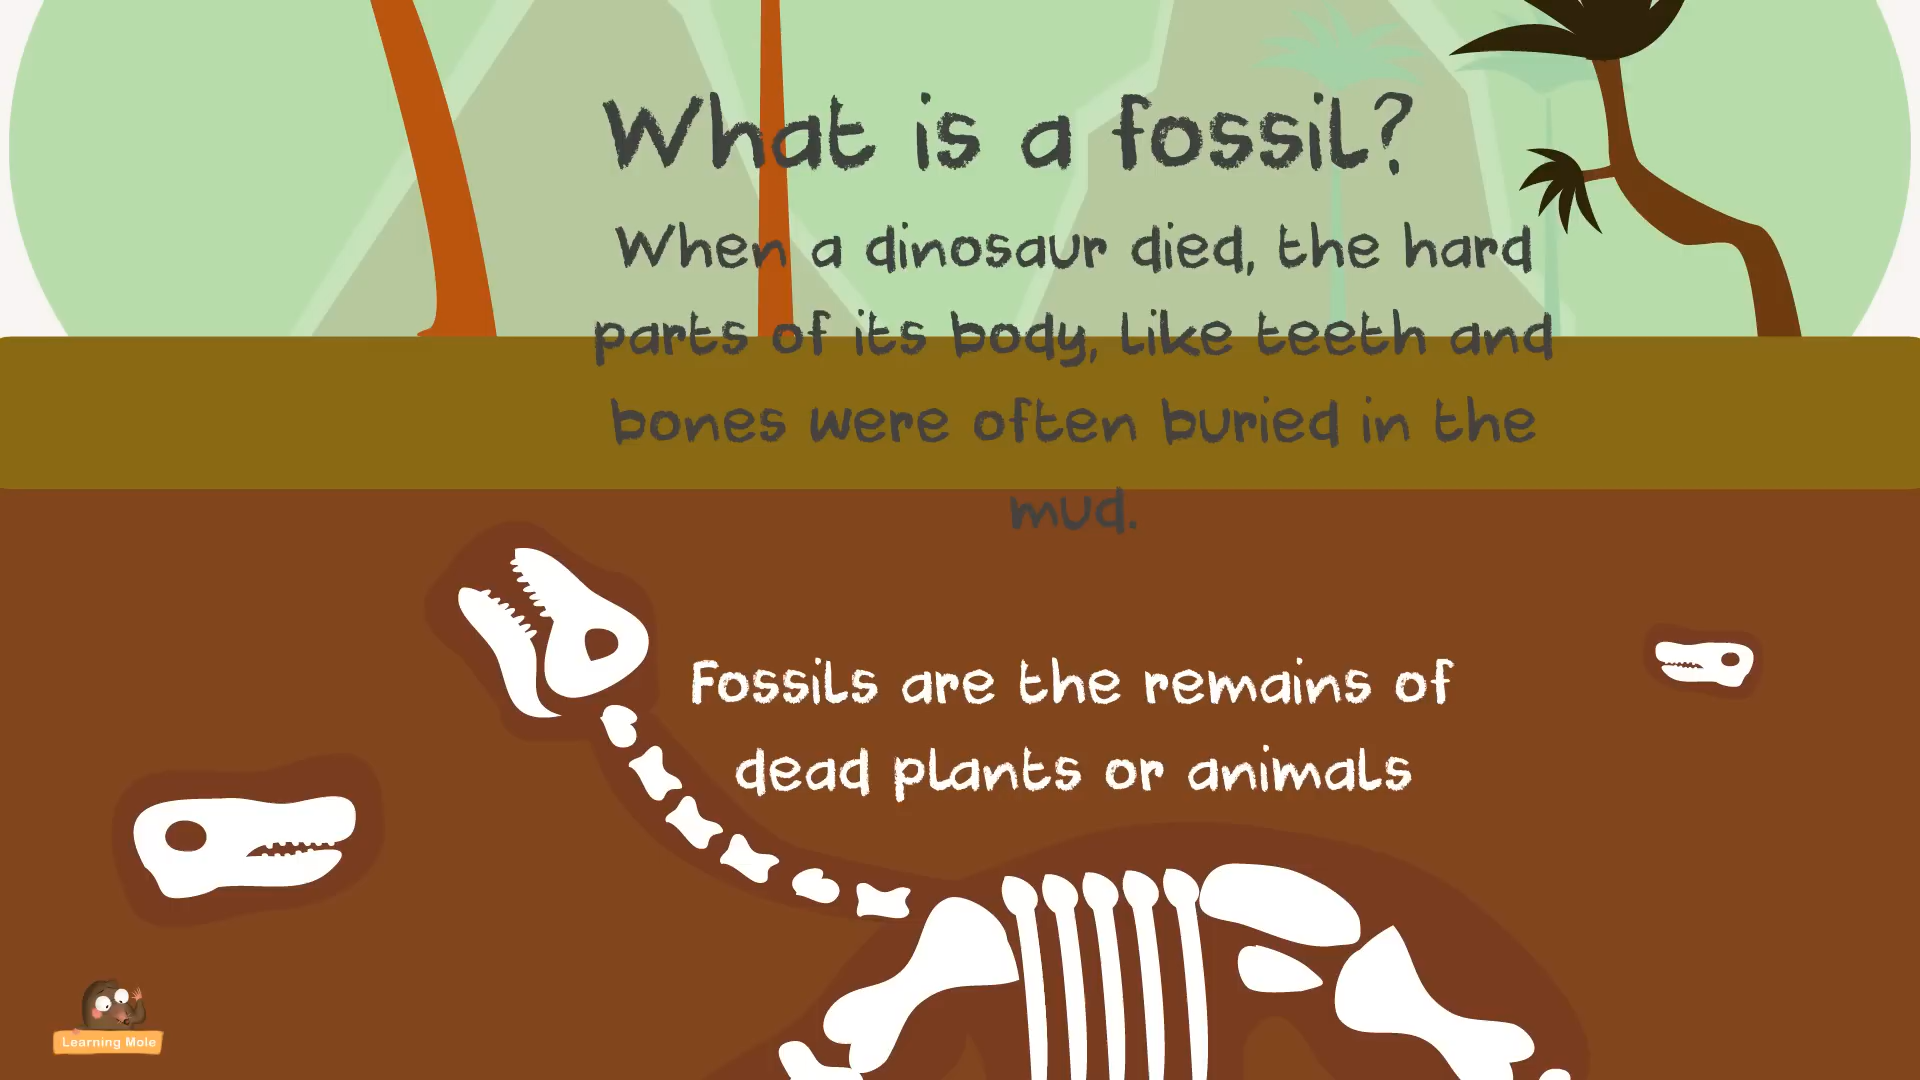 What is a fossil?
When a dinosaur died, the hard
parts of its body, like teeth and
bones were often buried in the
mud.
Fossils are the remains of
dead plants or animals
Learning Mole